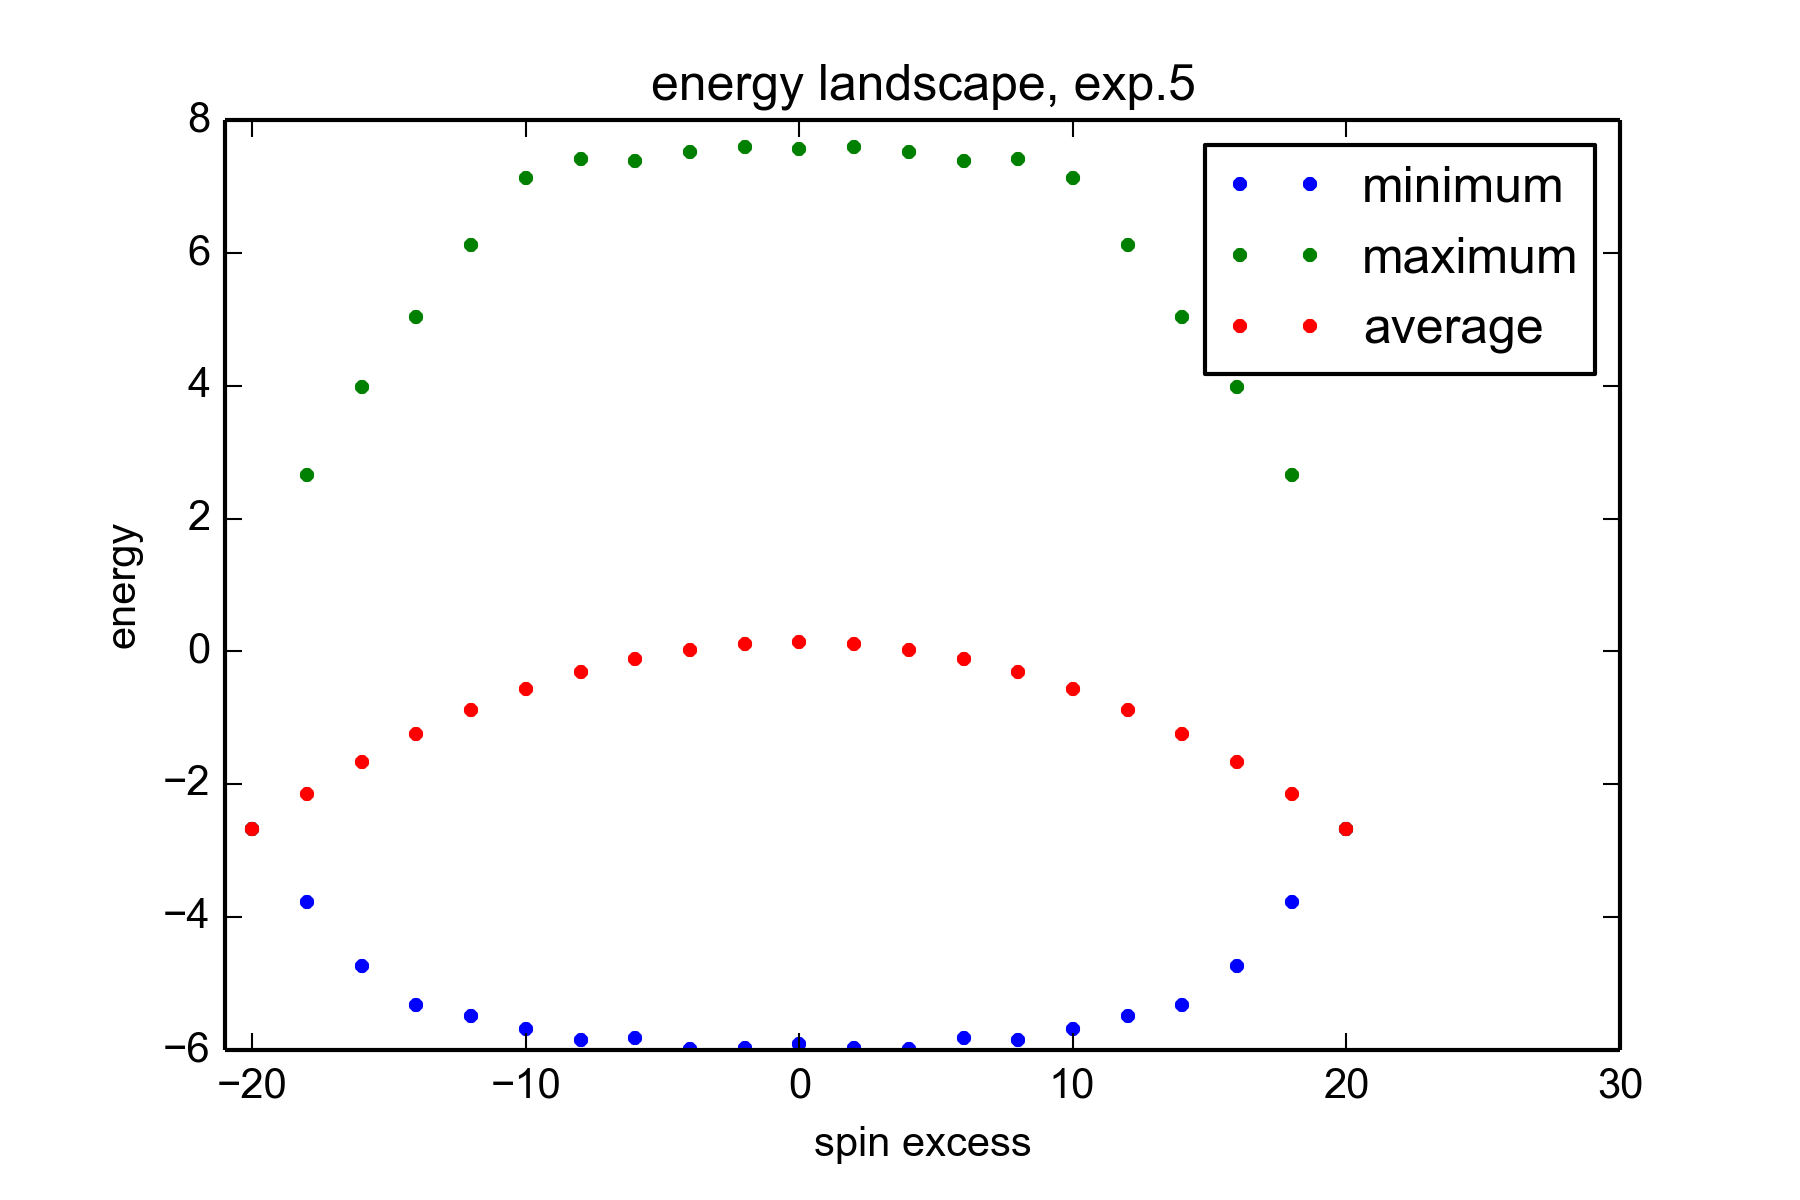 energy landscape, exp.5
8
6
4
2
0
−2
−4
−6
energy
minimum
maximum
average
−20 −10 0 10 20 30
spin excess